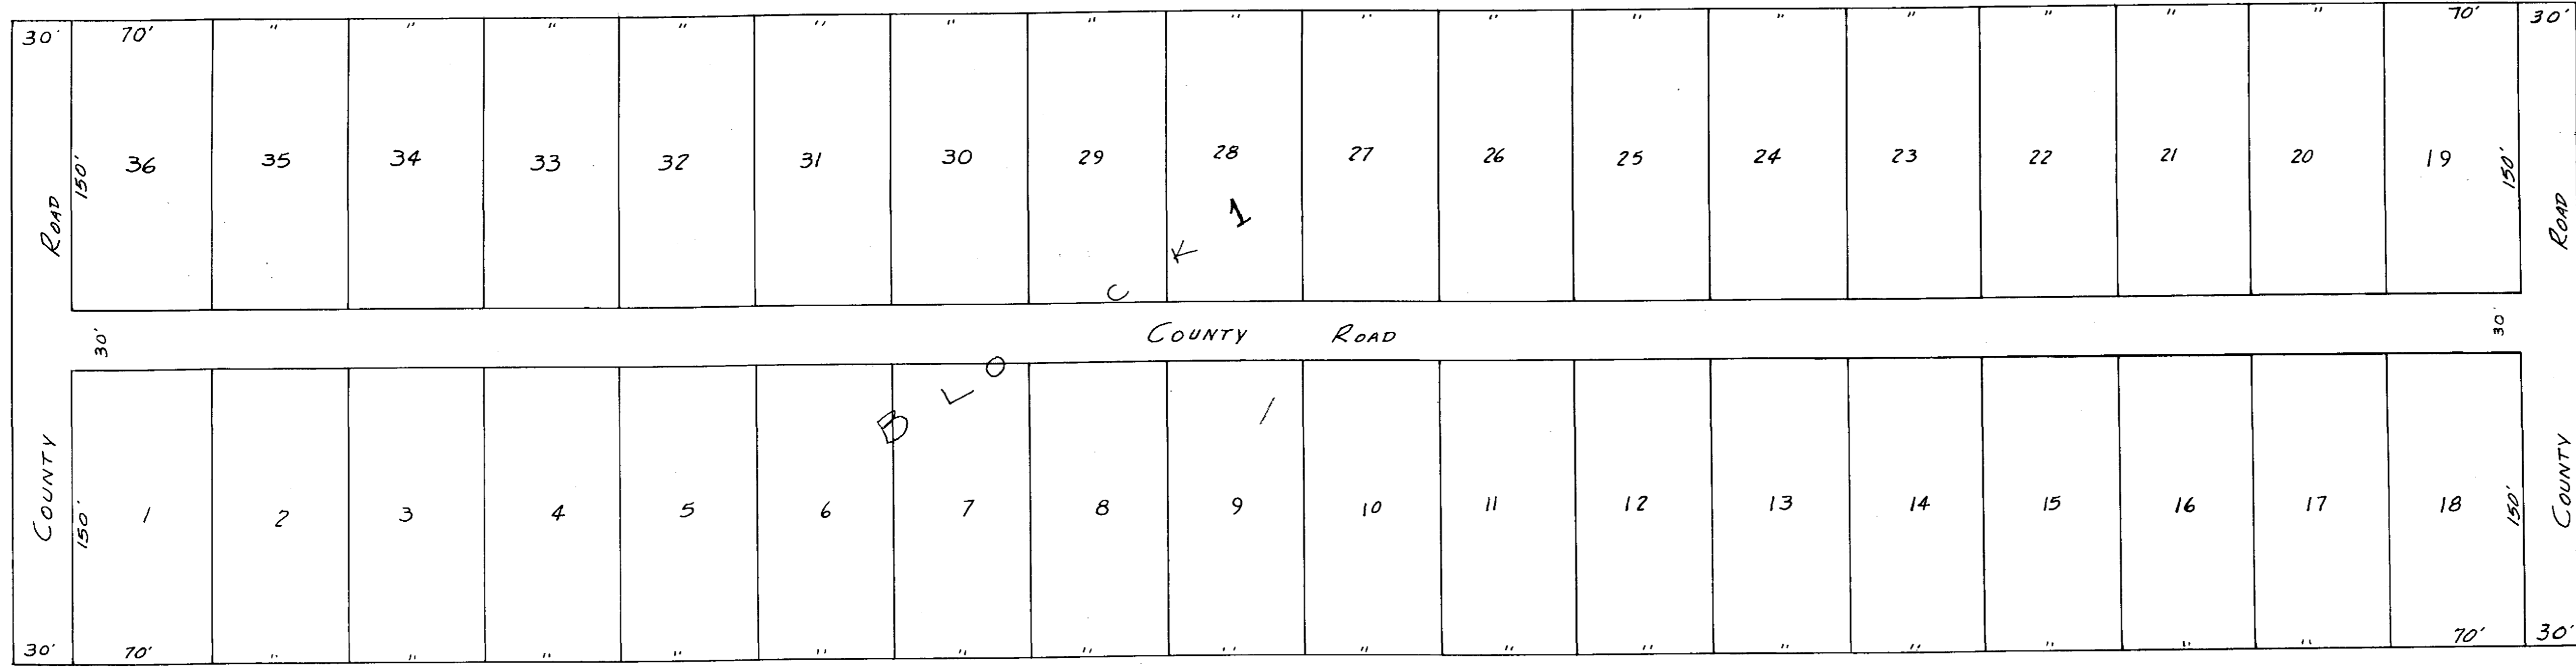 30' 70' " " " " " " " " " " " " " " " " 70' 30'
36 35 34 33 32 31 30 29 28 27 26 25 24 23 22 21 20 19
150' 150'
ROAD ROAD
BLOCK 1
30' COUNTY ROAD 30'
/
COUNTY COUNTY
150' 150'
1 2 3 4 5 6 7 8 9 10 11 12 13 14 15 16 17 18
30' 70' " " " " " " " " " " " " " " " " 70' 30'